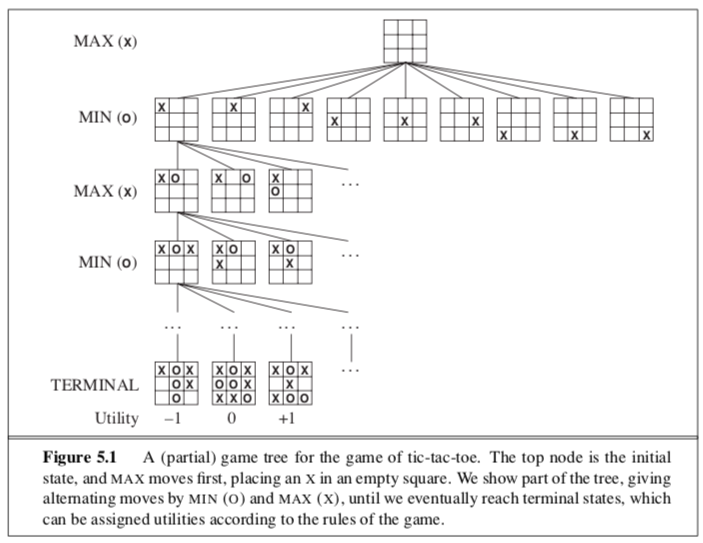 MAX (X)
MIN (O)
X X X X X X X X X
MAX (X)
X O X O X
O
...
MIN (O)
X O X X O X O
X X
...
... ... ... ...
TERMINAL
X O X X O X X O X
O X O O X X
O X X O X O O
...
Utility –1 0 +1
Figure 5.1 A (partial) game tree for the game of tic-tac-toe. The top node is the initial
state, and MAX moves first, placing an X in an empty square. We show part of the tree, giving
alternating moves by MIN (O) and MAX (X), until we eventually reach terminal states, which
can be assigned utilities according to the rules of the game.